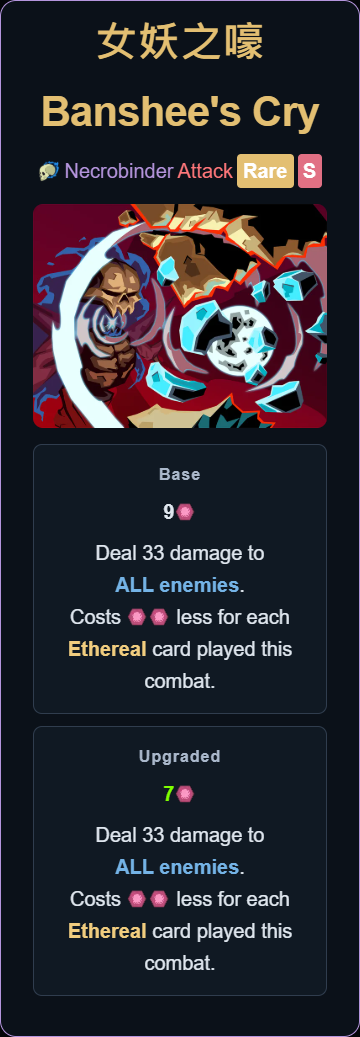 女妖之嚎
Banshee's Cry
Necrobinder Attack Rare S
Base
9
Deal 33 damage to
ALL enemies.
Costs less for each
Ethereal card played this
combat.
Upgraded
7
Deal 33 damage to
ALL enemies.
Costs less for each
Ethereal card played this
combat.